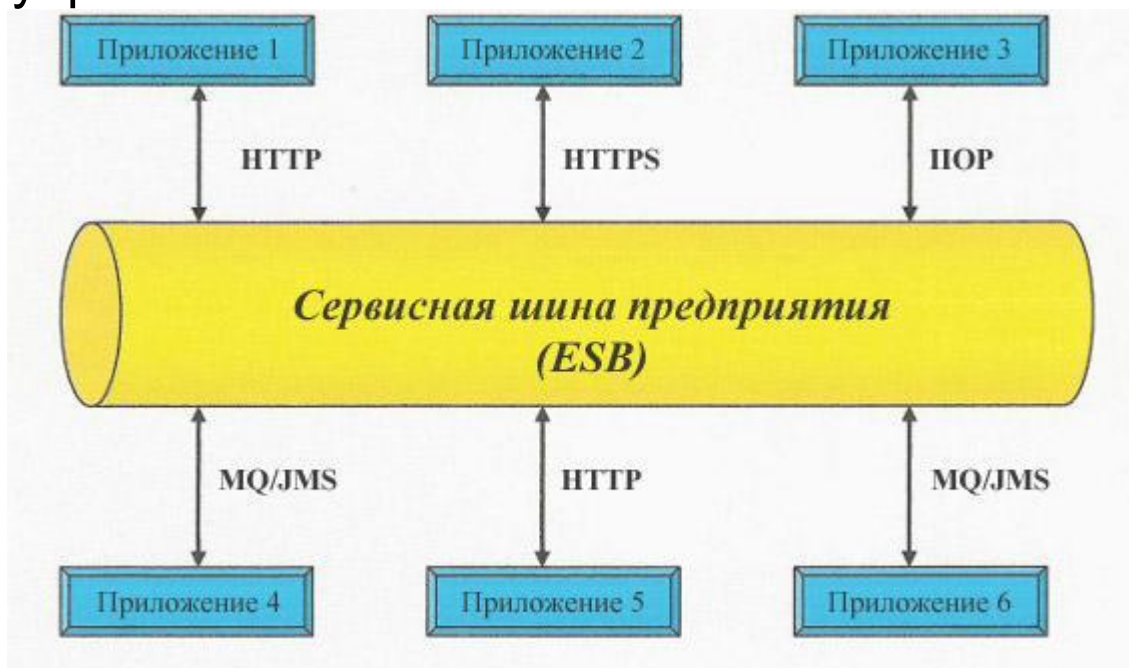 Приложение 1
Приложение 2
Приложение 3
HTTP
HTTPS
IIOP
Сервисная шина предприятия
(ESB)
MQ/JMS
HTTP
MQ/JMS
Приложение 4
Приложение 5
Приложение 6